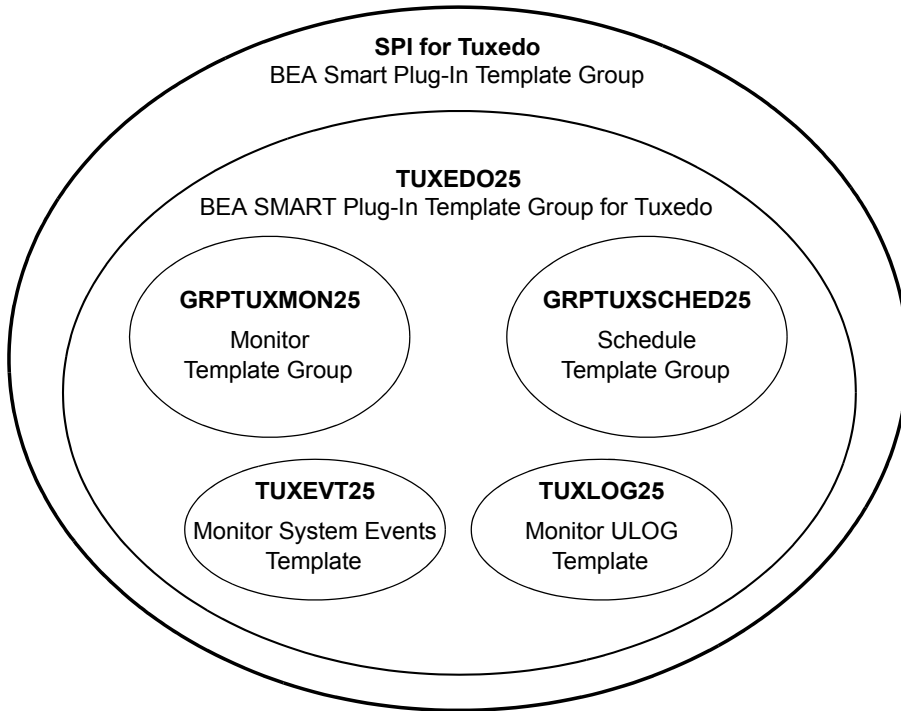 SPI for Tuxedo
BEA Smart Plug-In Template Group
TUXEDO25
BEA SMART Plug-In Template Group for Tuxedo
GRPTUXMON25
Monitor
Template Group
GRPTUXSCHED25
Schedule
Template Group
TUXEVT25
Monitor System Events
Template
TUXLOG25
Monitor ULOG
Template